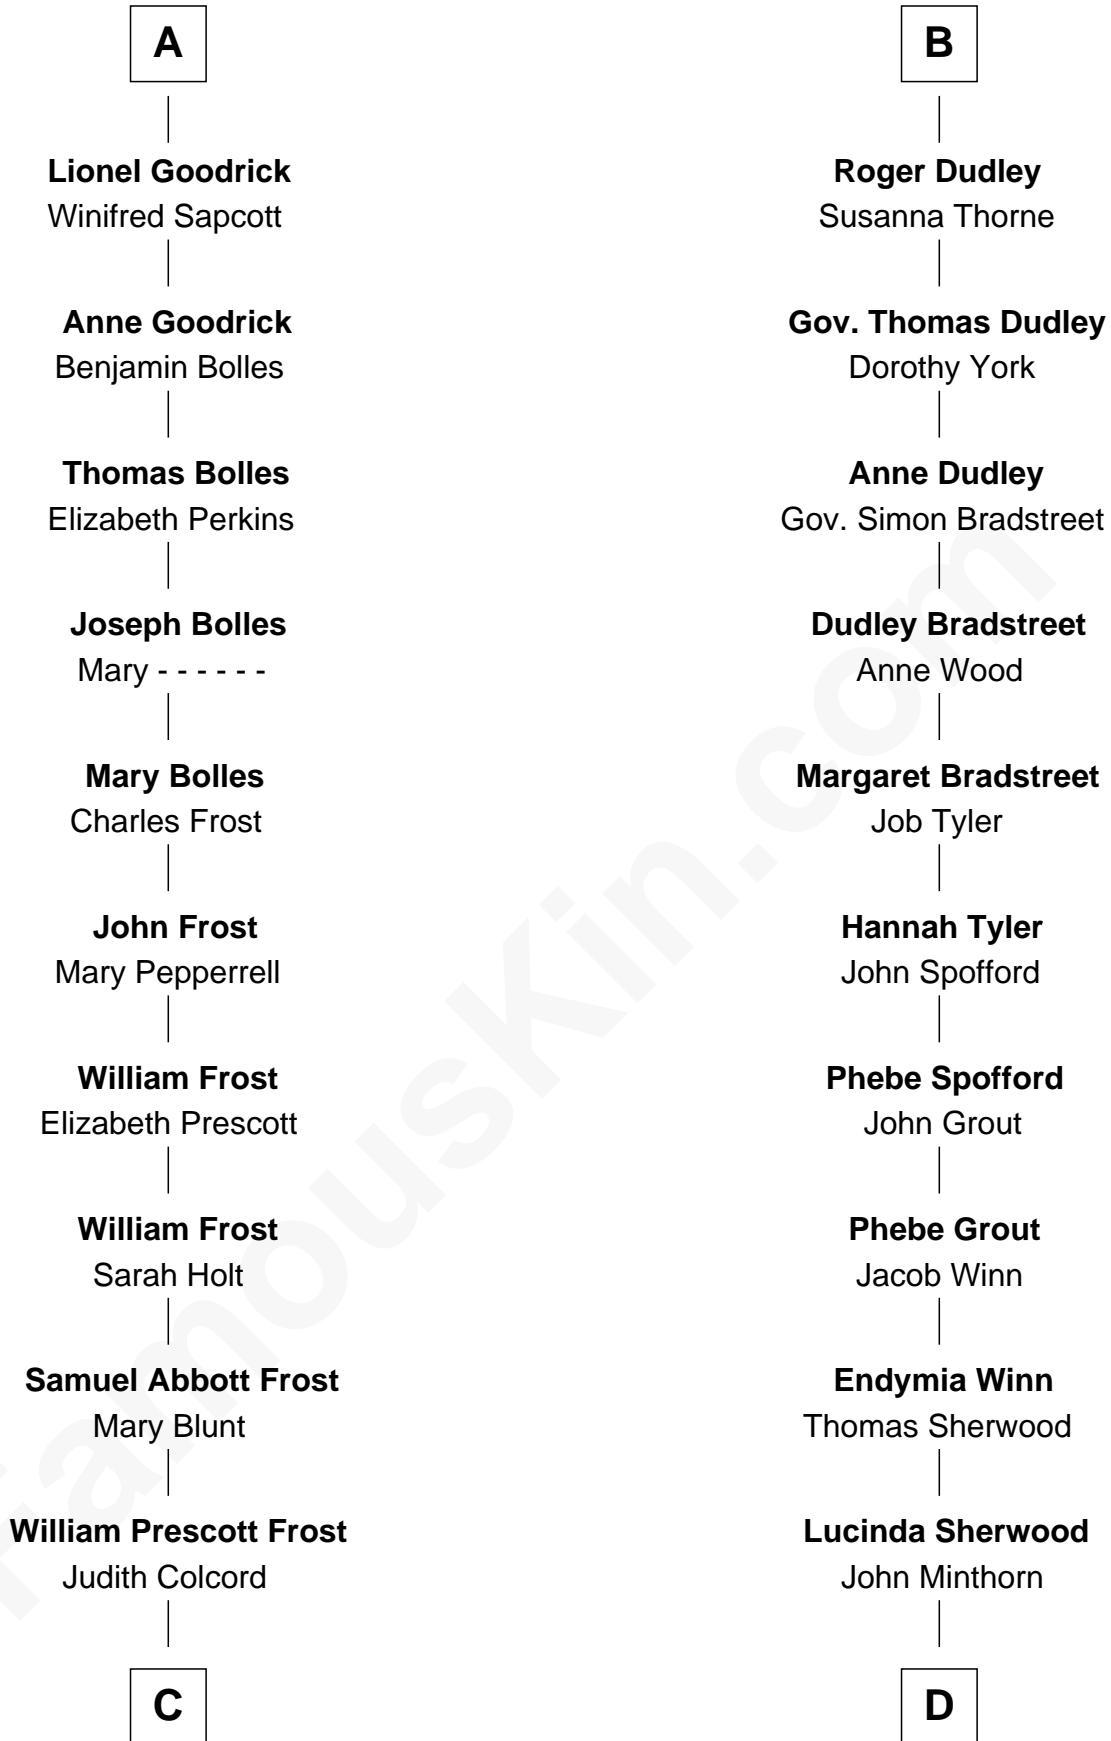 A
Lionel Goodrick
Winifred Sapcott
Anne Goodrick
Benjamin Bolles
Thomas Bolles
Elizabeth Perkins
Joseph Bolles
Mary - - - - - -
Mary Bolles
Charles Frost
John Frost
Mary Pepperrell
William Frost
Elizabeth Prescott
William Frost
Sarah Holt
Samuel Abbott Frost
Mary Blunt
William Prescott Frost
Judith Colcord
C
B
Roger Dudley
Susanna Thorne
Gov. Thomas Dudley
Dorothy York
Anne Dudley
Gov. Simon Bradstreet
Dudley Bradstreet
Anne Wood
Margaret Bradstreet
Job Tyler
Hannah Tyler
John Spofford
Phebe Spofford
John Grout
Phebe Grout
Jacob Winn
Endymia Winn
Thomas Sherwood
Lucinda Sherwood
John Minthorn
D
FamousKin.com